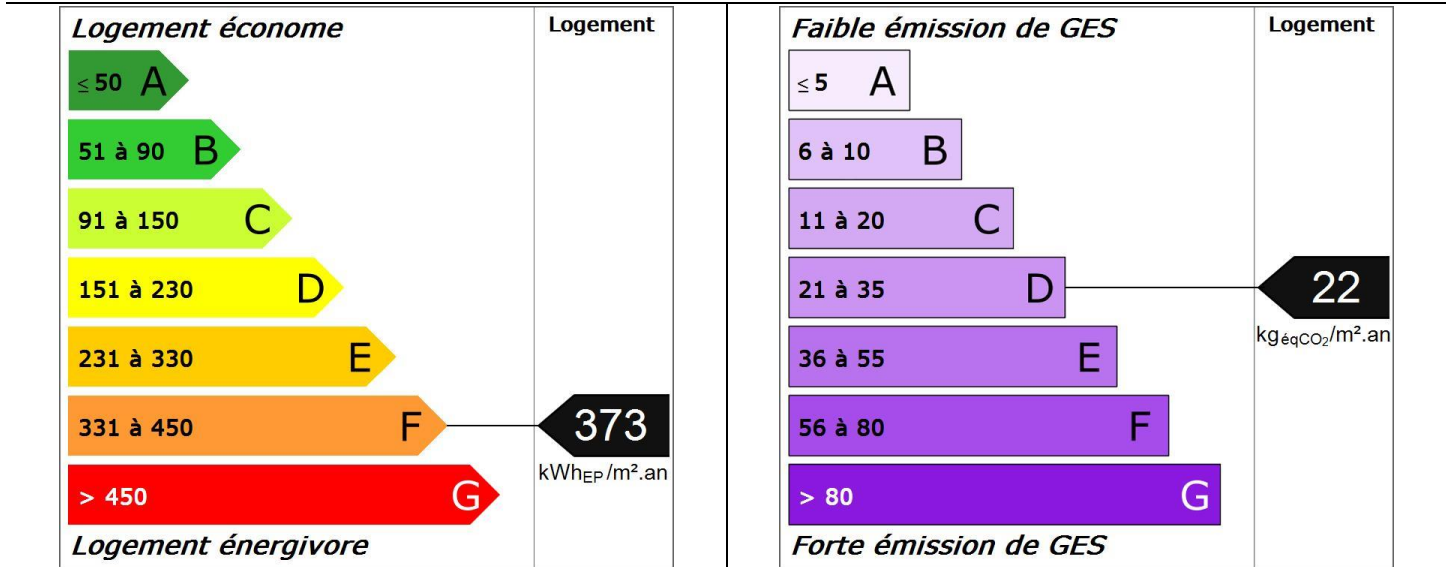 Logement économe
Logement
≤ 50 A
51 à 90 B
91 à 150 C
151 à 230 D
231 à 330 E
331 à 450 F
373
kWhEP/m².an
> 450 G
Logement énergivore
Faible émission de GES
Logement
≤ 5 A
6 à 10 B
11 à 20 C
21 à 35 D
22
kgéqCO2/m².an
36 à 55 E
56 à 80 F
> 80 G
Forte émission de GES